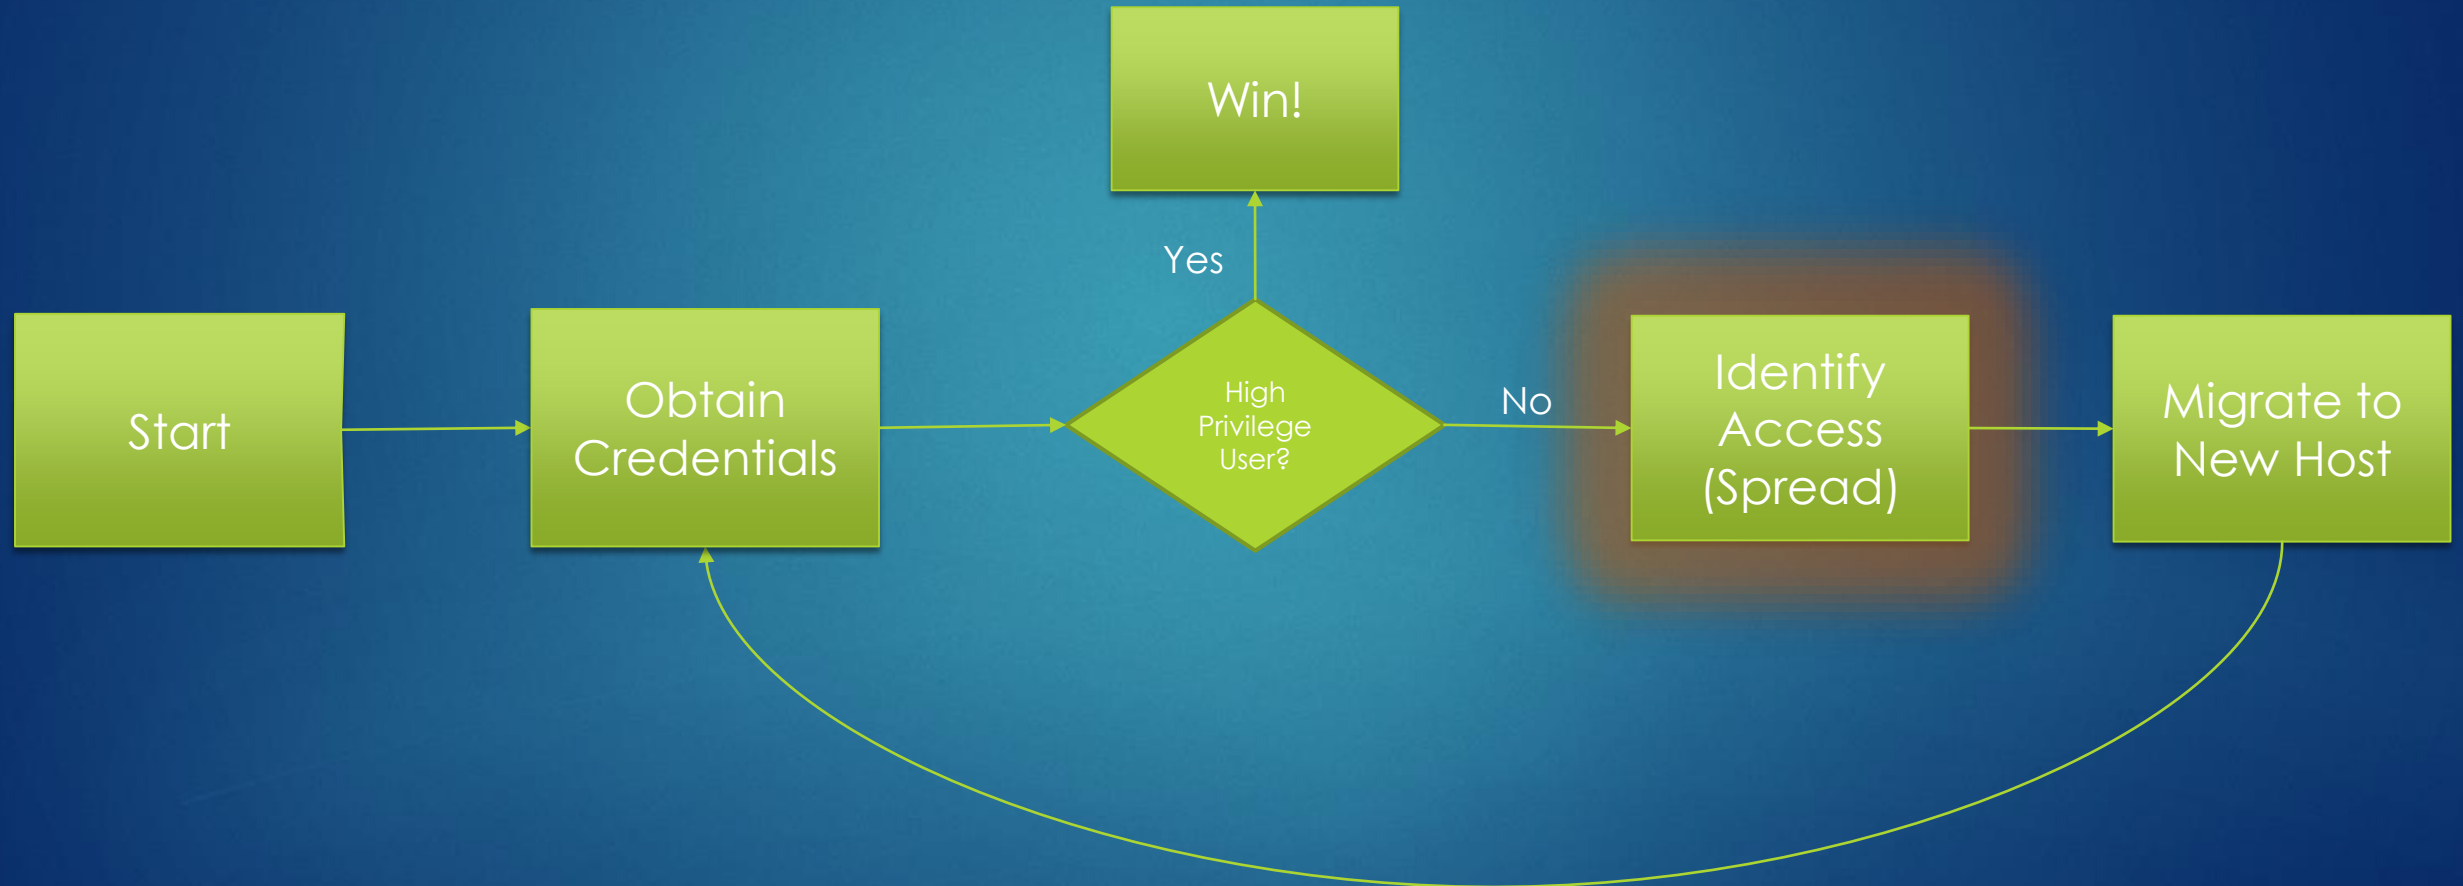 Win!
Yes
Start
Obtain
Credentials
High
Privilege
User?
No
Identify
Access
(Spread)
Migrate to
New Host